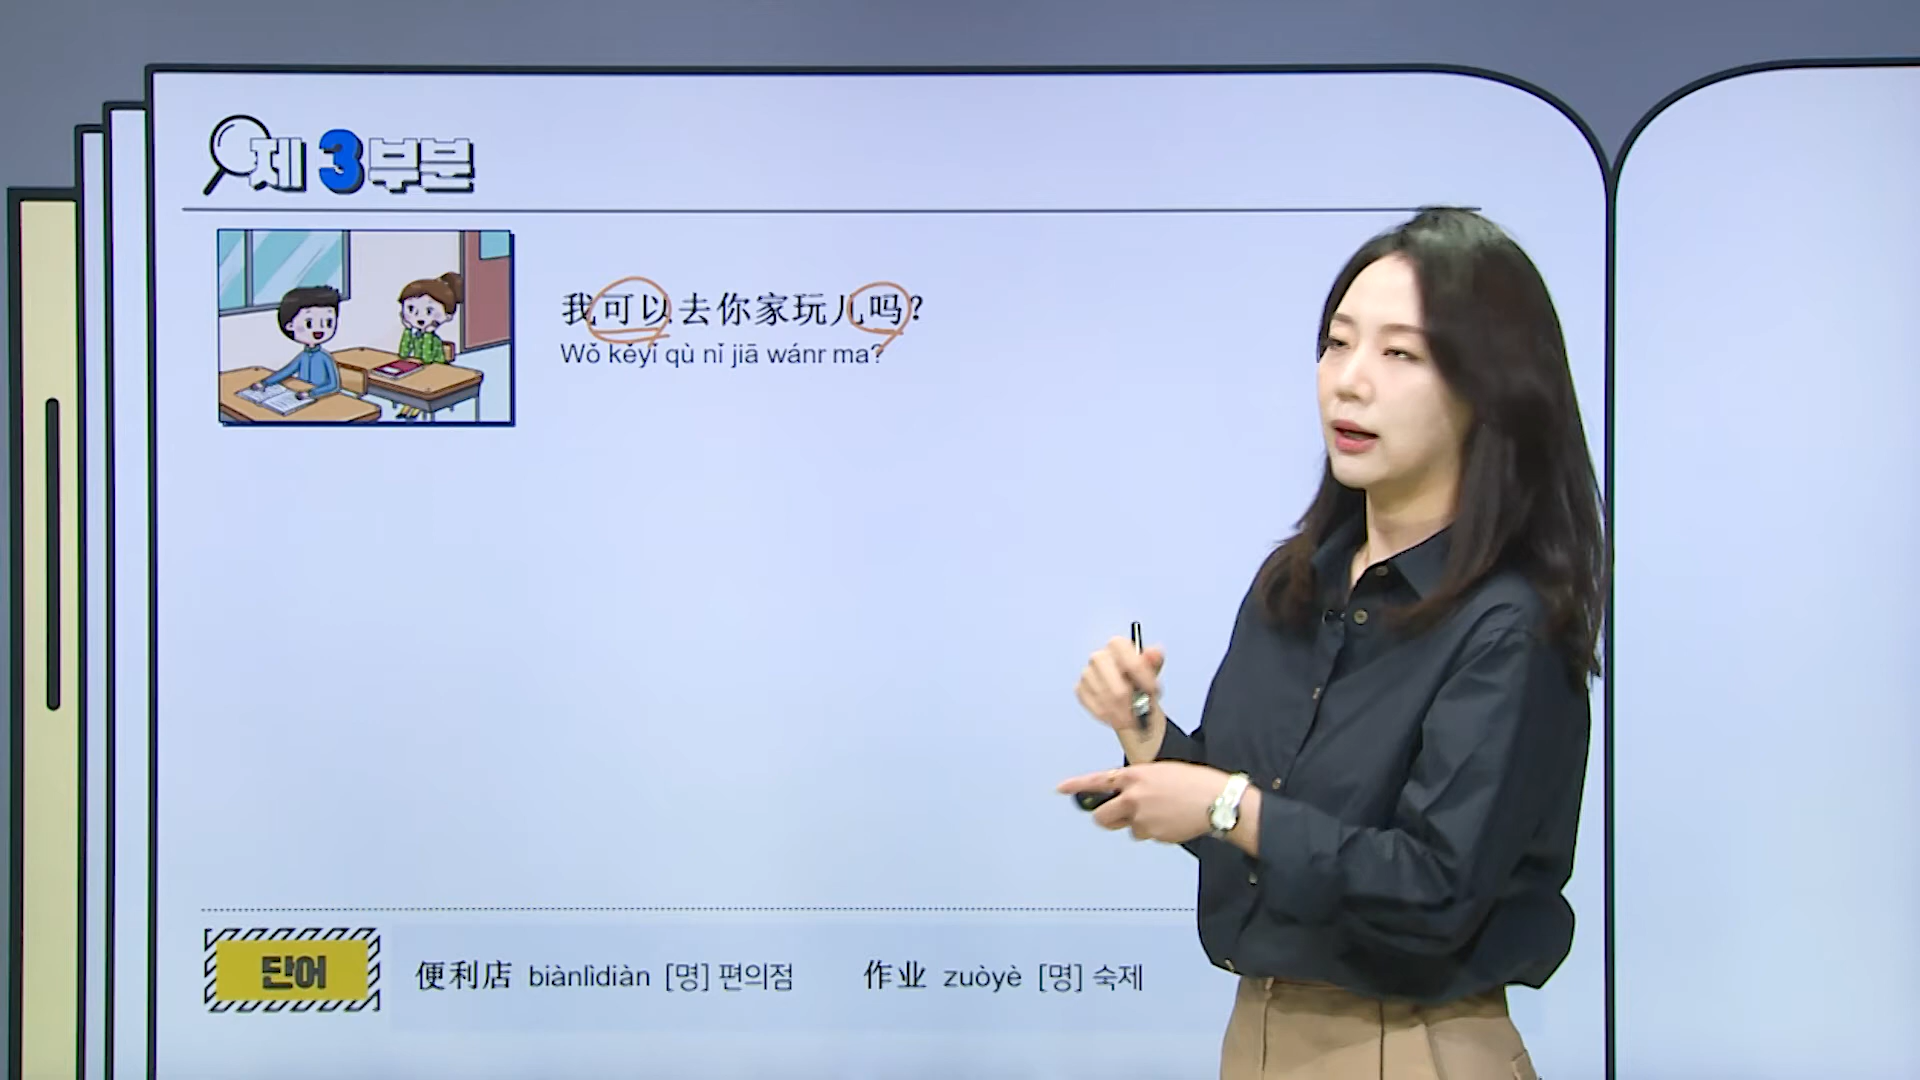 제 3 부분
我可以去你家玩儿吗?
Wǒ kěyǐ qù nǐ jiā wánr ma?
단어 便利店 biànlìdiàn [명] 편의점 作业 zuòyè [명] 숙제